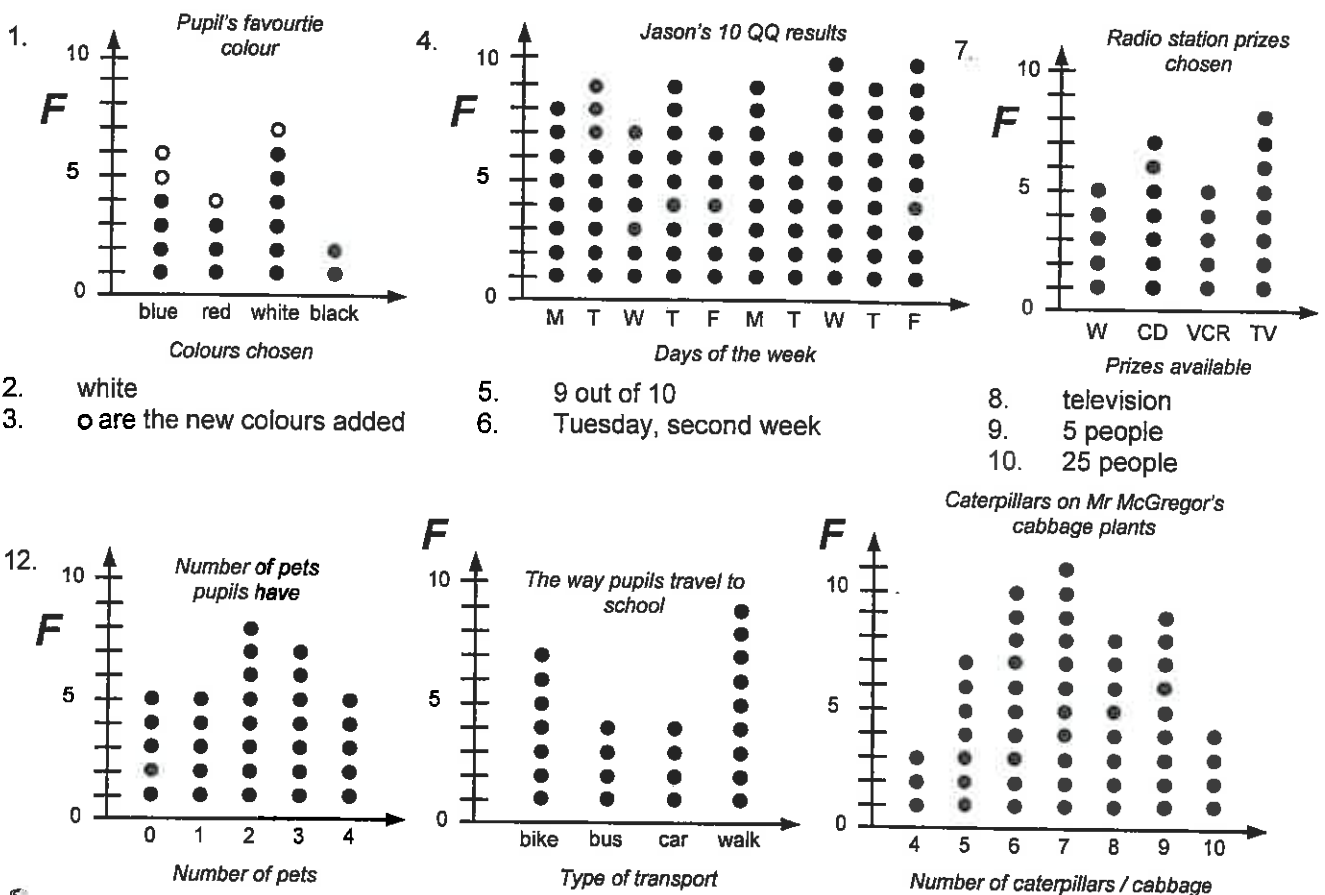 1.
Pupil's favourtie
colour
10
F
5
0
blue red white black
Colours chosen
2. white
3. o are the new colours added
4.
Jason's 10 QQ results
10
F
5
0
M T W T F M T W T F
Days of the week
5. 9 out of 10
6. Tuesday, second week
7.
Radio station prizes
chosen
10
F
5
0
W CD VCR TV
Prizes available
8. television
9. 5 people
10. 25 people
12.
Number of pets
pupils have
10
F
5
0
0 1 2 3 4
Number of pets
F
The way pupils travel to
school
10
5
0
bike bus car walk
Type of transport
Caterpillars on Mr McGregor's
cabbage plants
F
10
5
0
4 5 6 7 8 9 10
Number of caterpillars / cabbage